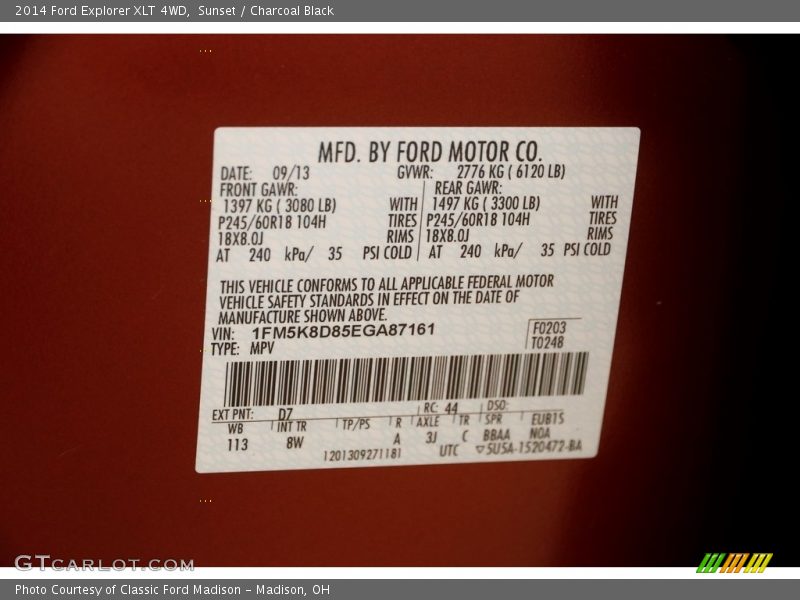 2014 Ford Explorer XLT 4WD,  Sunset / Charcoal Black
MFD. BY FORD MOTOR CO.
DATE: 09/13 GVWR: 2776 KG ( 6120 LB)
FRONT GAWR: REAR GAWR:
1397 KG ( 3080 LB) WITH 1497 KG ( 3300 LB) WITH
P245/60R18 104H TIRES P245/60R18 104H TIRES
18X8.0J RIMS 18X8.0J RIMS
AT 240 kPa/ 35 PSI COLD AT 240 kPa/ 35 PSI COLD
THIS VEHICLE CONFORMS TO ALL APPLICABLE FEDERAL MOTOR
VEHICLE SAFETY STANDARDS IN EFFECT ON THE DATE OF
MANUFACTURE SHOWN ABOVE.
VIN: 1FM5K8D85EGA87161 F0203
TYPE: MPV T0248
EXT PNT: D7 RC: 44 DSO:
WB INT TR TP/PS R AXLE TR SPR EUB1S
113 8W A 3J C BBAA NOA
1201309271181 UTC ▽5U5A-1520472-BA
GTCARLOT.COM
Photo Courtesy of Classic Ford Madison - Madison, OH